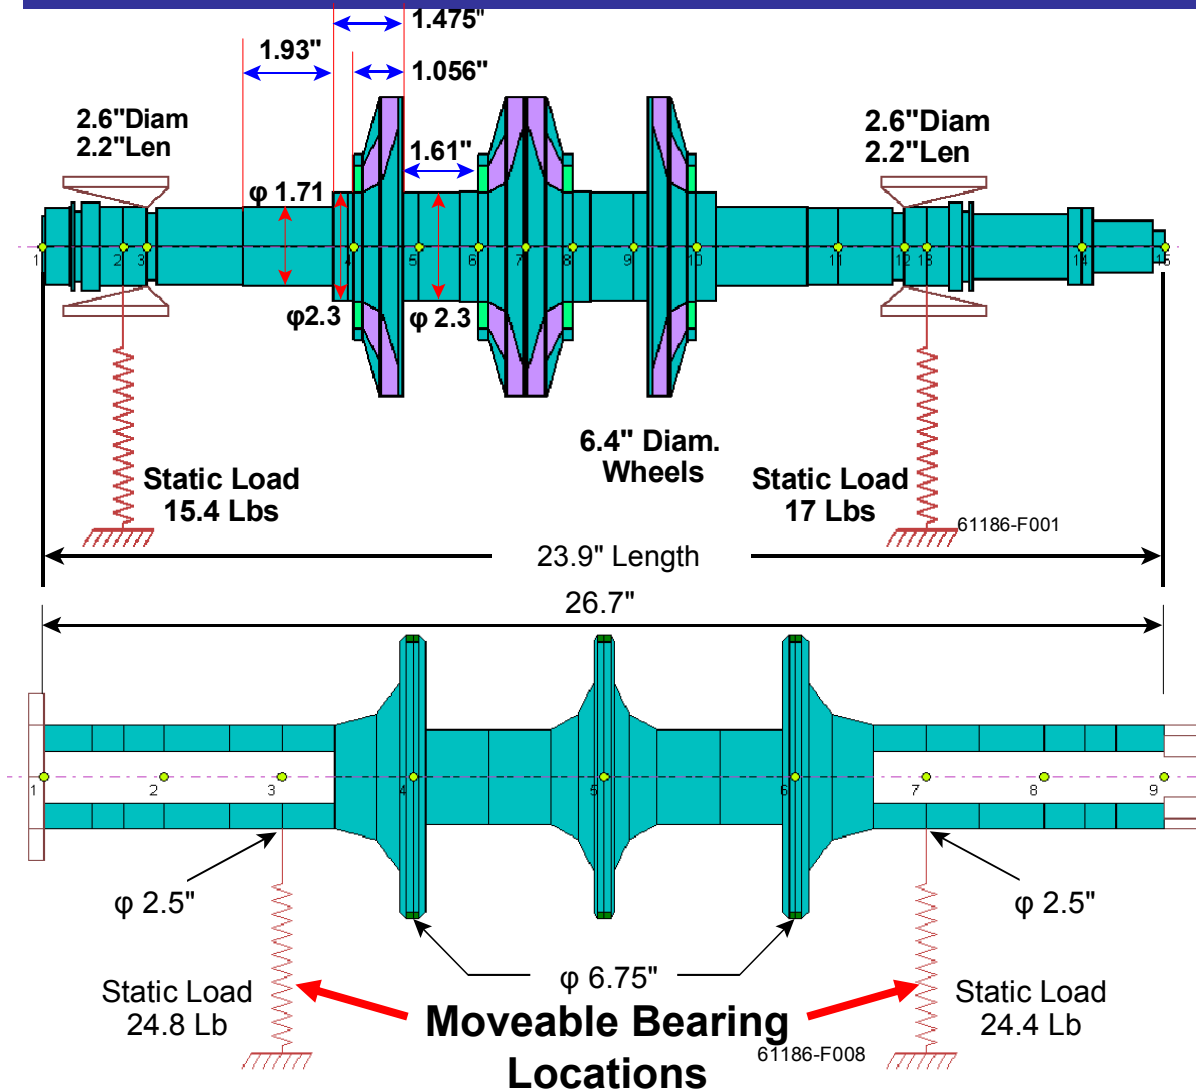 1.475"
1.93"
1.056"
2.6"Diam
2.2"Len
2.6"Diam
2.2"Len
1.61"
φ 1.71
1 2 3 4 5 6 7 8 9 10 11 12 13 14 15
φ2.3
φ 2.3
6.4" Diam.
Wheels
Static Load
15.4 Lbs
Static Load
17 Lbs
61186-F001
23.9" Length
26.7"
1 2 3 4 5 6 7 8 9
φ 2.5"
φ 2.5"
φ 6.75"
Static Load
24.8 Lb
Static Load
24.4 Lb
Moveable Bearing
Locations
61186-F008